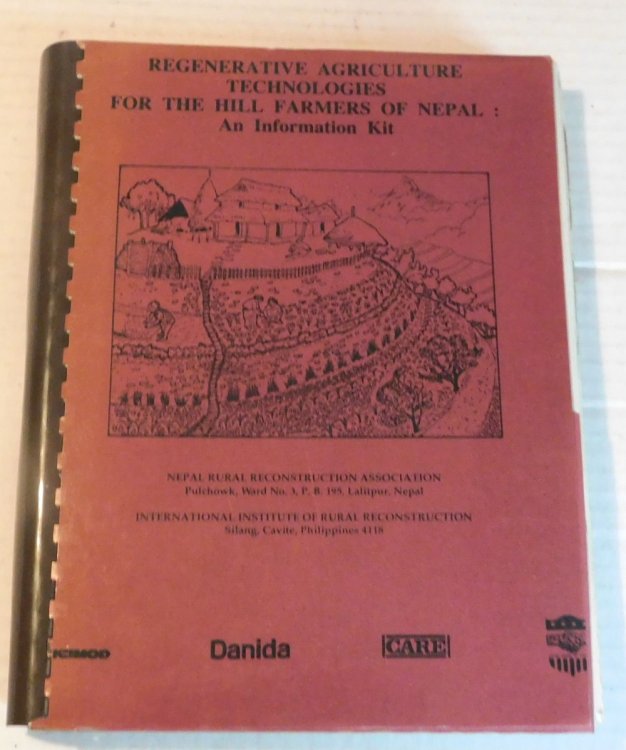 REGENERATIVE AGRICULTURE
TECHNOLOGIES
FOR THE HILL FARMERS OF NEPAL :
An Information Kit
NEPAL RURAL RECONSTRUCTION ASSOCIATION
Pulchowk, Ward No. 3, P. B. 195, Lalitpur, Nepal
INTERNATIONAL INSTITUTE OF RURAL RECONSTRUCTION
Silang, Cavite, Philippines 4118
ICIMOD
Danida
CARE